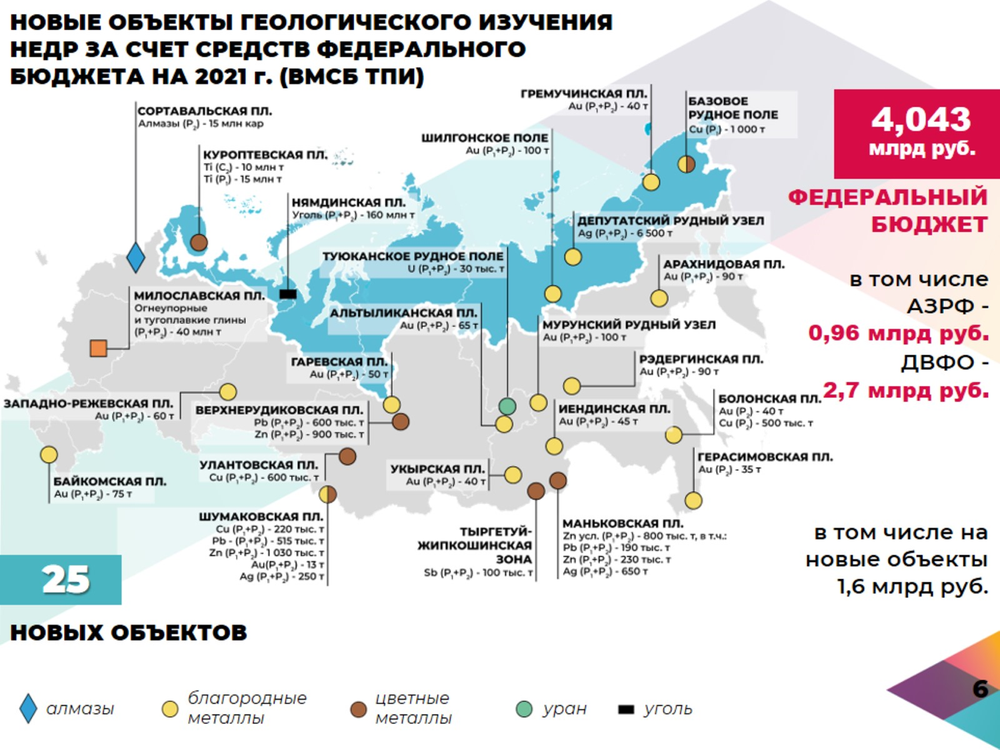 НОВЫЕ ОБЪЕКТЫ ГЕОЛОГИЧЕСКОГО ИЗУЧЕНИЯ
НЕДР ЗА СЧЕТ СРЕДСТВ ФЕДЕРАЛЬНОГО
БЮДЖЕТА НА 2021 г. (ВМСБ ТПИ)
СОРТАВАЛЬСКАЯ ПЛ.
Алмазы (P₂) - 15 млн кар
КУРОПТЕВСКАЯ ПЛ.
Ti (C₂) - 10 млн т
Ti (P₁) - 15 млн т
НЯМДИНСКАЯ ПЛ.
Уголь (P₁+P₂) - 160 млн т
ШИЛГОНСКОЕ ПОЛЕ
Au (P₁+P₂) - 100 т
ГРЕМУЧИНСКАЯ ПЛ.
Au (P₁+P₂) - 40 т
БАЗОВОЕ
РУДНОЕ ПОЛЕ
Cu (P₁) - 1 000 т
ДЕПУТАТСКИЙ РУДНЫЙ УЗЕЛ
Ag (P₁+P₂) - 6 500 т
ТУЮКАНСКОЕ РУДНОЕ ПОЛЕ
U (P₁+P₂) - 30 тыс. т
АРАХНИДОВАЯ ПЛ.
Au (P₁+P₂) - 90 т
МИЛОСЛАВСКАЯ ПЛ.
Огнеупорные
и тугоплавкие глины
(P₁+P₂) - 40 млн т
АЛЬТЫЛИКАНСКАЯ ПЛ.
Au (P₁+P₂) - 65 т
МУРУНСКИЙ РУДНЫЙ УЗЕЛ
Au (P₁+P₂) - 100 т
ГАРЕВСКАЯ ПЛ.
Au (P₁+P₂) - 50 т
РЭДЕРГИНСКАЯ ПЛ.
Au (P₁+P₂) - 90 т
ЗАПАДНО-РЕЖЕВСКАЯ ПЛ.
Au (P₁+P₂) - 60 т
ВЕРХНЕРУДИКОВСКАЯ ПЛ.
Pb (P₁+P₂) - 600 тыс. т
Zn (P₁+P₂) - 900 тыс. т
ИЕНДИНСКАЯ ПЛ.
Au (P₁+P₂) - 45 т
БОЛОНСКАЯ ПЛ.
Au (P₂) - 40 т
Cu (P₂) - 500 тыс. т
БАЙКОМСКАЯ ПЛ.
Au (P₁+P₂) - 75 т
УЛАНТОВСКАЯ ПЛ.
Cu (P₁+P₂) - 600 тыс. т
УКЫРСКАЯ ПЛ.
Au (P₁+P₂) - 40 т
ГЕРАСИМОВСКАЯ ПЛ.
Au (P₂) - 35 т
ШУМАКОВСКАЯ ПЛ.
Cu (P₁+P₂) - 220 тыс. т
Pb - (P₁+P₂) - 515 тыс. т
Zn (P₁+P₂) - 1 030 тыс. т
Au(P₁+P₂) - 13 т
Ag (P₁+P₂) - 250 т
ТЫРГЕТУЙ-
ЖИПКОШИНСКАЯ
ЗОНА
Sb (P₁+P₂) - 100 тыс. т
МАНЬКОВСКАЯ ПЛ.
Zn усл. (P₁+P₂) - 800 тыс. т, в т.ч.:
Pb (P₁+P₂) - 190 тыс. т
Zn (P₁+P₂) - 230 тыс. т
Ag (P₁+P₂) - 650 т
4,043
млрд руб.
ФЕДЕРАЛЬНЫЙ
БЮДЖЕТ
в том числе
АЗРФ -
0,96 млрд руб.
ДВФО -
2,7 млрд руб.
в том числе на
новые объекты
1,6 млрд руб.
25
НОВЫХ ОБЪЕКТОВ
алмазы
благородные
металлы
цветные
металлы
уран
уголь
6